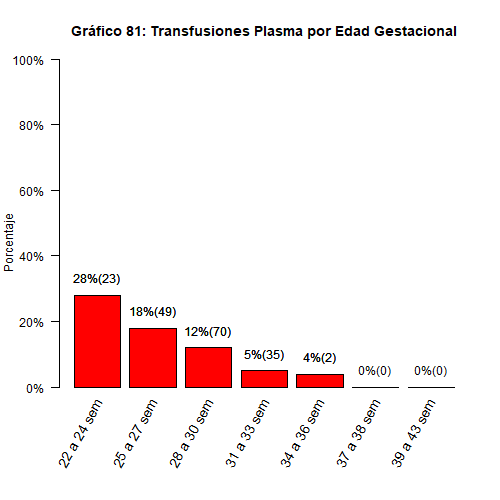 Gráfico 81: Transfusiones Plasma por Edad Gestacional
Porcentaje
100%
80%
60%
40%
20%
0%
28%(23)
18%(49)
12%(70)
5%(35)
4%(2)
0%(0)
0%(0)
22 a 24 sem
25 a 27 sem
28 a 30 sem
31 a 33 sem
34 a 36 sem
37 a 38 sem
39 a 43 sem